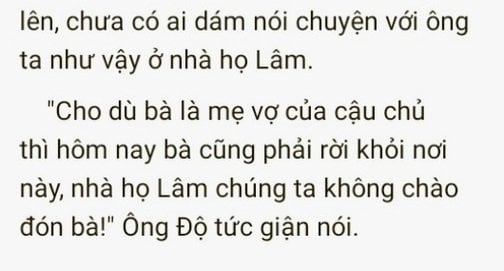 lên, chưa có ai dám nói chuyện với ông
ta như vậy ở nhà họ Lâm.
"Cho dù bà là mẹ vợ của cậu chủ
thì hôm nay bà cũng phải rời khỏi nơi
này, nhà họ Lâm chúng ta không chào
đón bà!" Ông Độ tức giận nói.